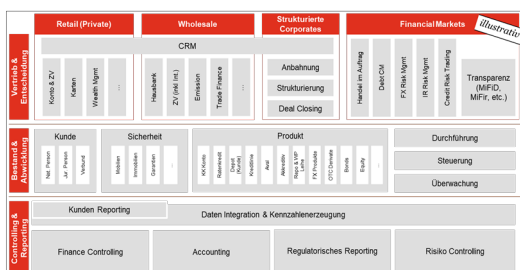 Retail (Private)
Wholesale
Strukturierte
Corporates
Financial Markets
illustrativ
Vertrieb &
Entscheidung
CRM
Konto & ZV
Karten
Wealth Mgmt
...
Hausbank
ZV (inkl. Int.)
Emission
Trade Finance
...
Anbahnung
Strukturierung
Deal Closing
Handel im Auftrag
Debt CM
FX Risk Mgmt
IR Risk Mgmt
Credit Risk Trading
Transparenz
(MiFiD,
MiFir, etc.)
Bestand &
Abwicklung
Kunde
Nat. Person
Jur. Person
Verbund
Sicherheit
Mobilien
Immobilien
Garantien
...
Produkt
KK Konto
Ratenkredit
Depot
(Kunde)
Kreditlinie
Aval
Akkreditiv
Repo & WP
Leihe
FX Produkte
OTC Derivate
Bonds
Equity
...
Durchführung
Steuerung
Überwachung
Controlling &
Reporting
Kunden Reporting
Daten Integration & Kennzahlenerzeugung
Finance Controlling
Accounting
Regulatorisches Reporting
Risiko Controlling